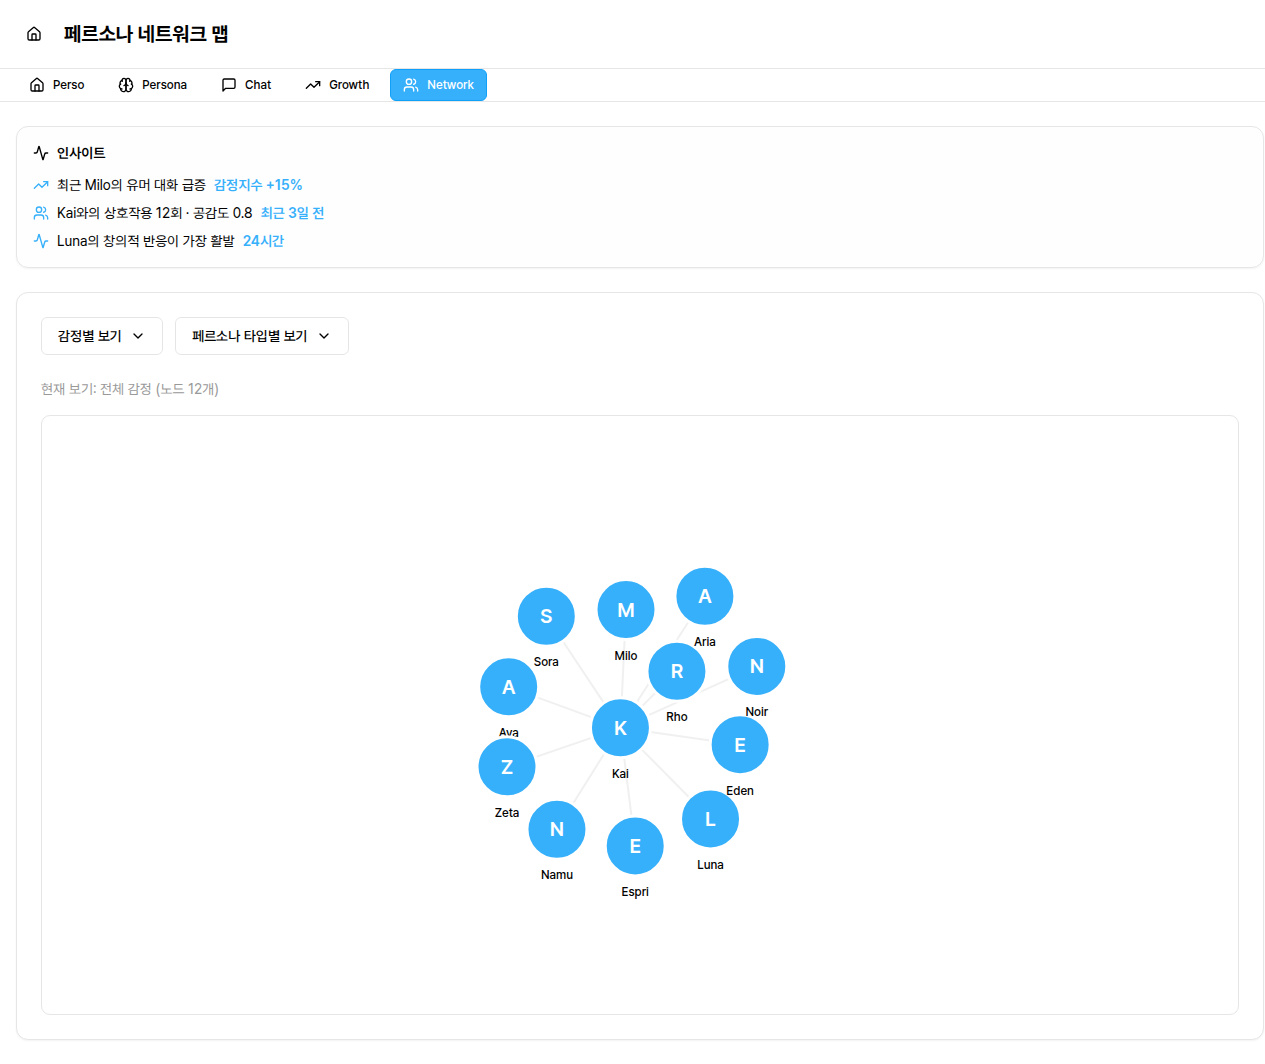 페르소나 네트워크 맵
Perso
Persona
Chat
Growth
Network
인사이트
최근 Milo의 유머 대화 급증 감정지수 +15%
Kai와의 상호작용 12회 · 공감도 0.8 최근 3일 전
Luna의 창의적 반응이 가장 활발 24시간
감정별 보기
페르소나 타입별 보기
현재 보기: 전체 감정 (노드 12개)
A
Aria
M
Milo
S
Sora
N
Noir
R
Rho
A
Ava
K
Kai
E
Eden
Z
Zeta
L
Luna
N
Namu
E
Espri